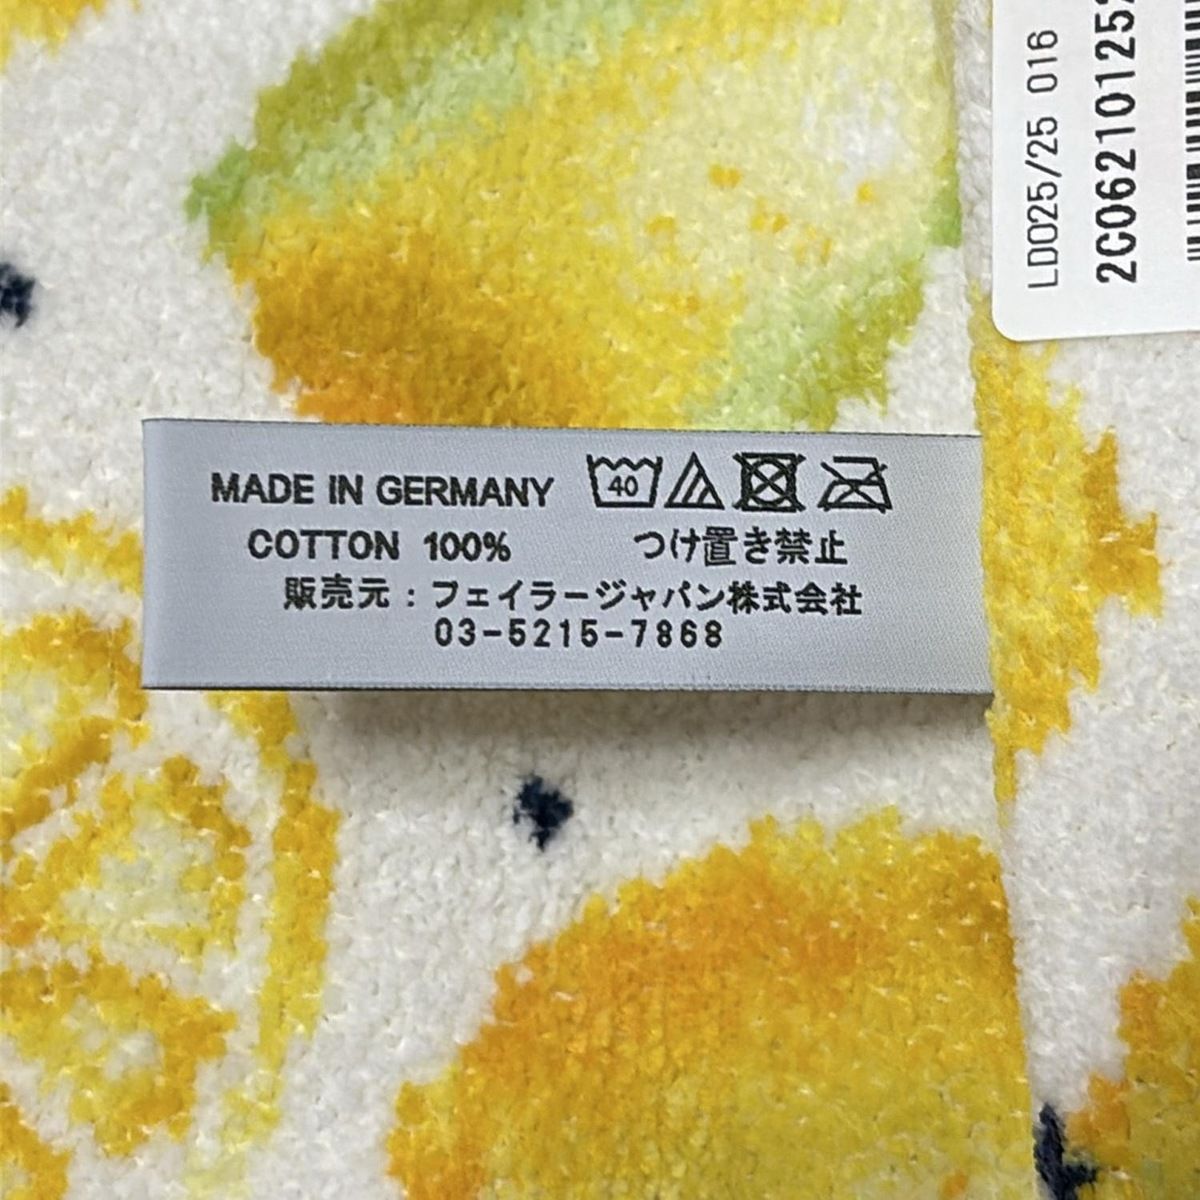 LD025/25 016
MADE IN GERMANY 40
COTTON 100% つけ置き禁止
販売元：フェイラージャパン株式会社
03-5215-7868